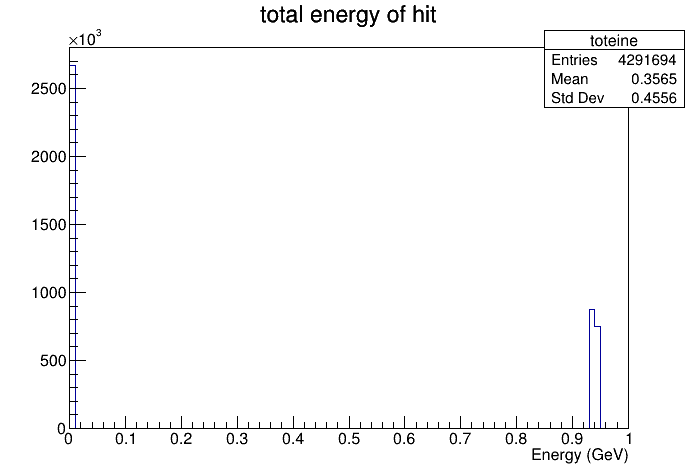 total energy of hit
×10³
toteine
Entries 4291694
Mean 0.3565
Std Dev 0.4556
2500
2000
1500
1000
500
0
0 0.1 0.2 0.3 0.4 0.5 0.6 0.7 0.8 0.9 1
Energy (GeV)